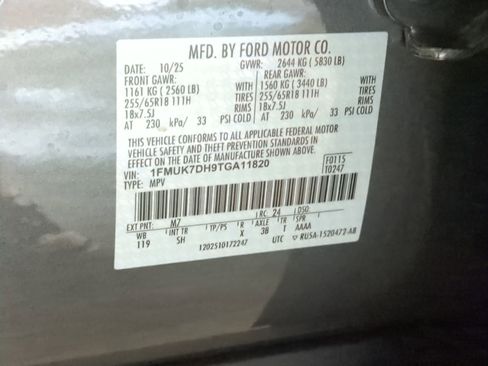 MFD. BY FORD MOTOR CO.
DATE: 10/25 GVWR: 2644 KG ( 5830 LB)
FRONT GAWR: REAR GAWR:
1161 KG ( 2560 LB) WITH 1560 KG ( 3440 LB) WITH
255/65R18 111H TIRES 255/65R18 111H TIRES
18x7.5J RIMS 18x7.5J RIMS
AT 230 kPa/ 33 PSI COLD AT 230 kPa/ 33 PSI COLD
THIS VEHICLE CONFORMS TO ALL APPLICABLE FEDERAL MOTOR
VEHICLE SAFETY AND THEFT PREVENTION STANDARDS IN
EFFECT ON THE DATE OF MANUFACTURE SHOWN ABOVE.
VIN: 1FMUK7DH9TGA11820 F0115
TYPE: MPV T0247
EXT PNT: M7 RC: 24 DSO:
WB INT TR TP/PS R AXLE TR SPR
119 SH X 3B T AAAA
1202510172247 UTC RU5A-1520472-AB